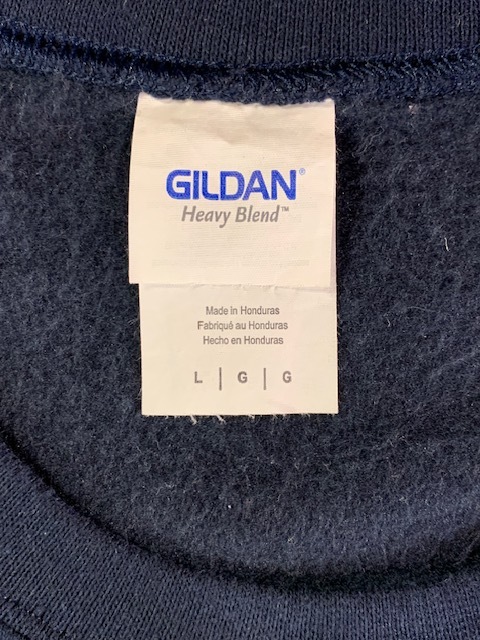 GILDAN®
Heavy Blend™
Made in Honduras
Fabriqué au Honduras
Hecho en Honduras
L | G | G